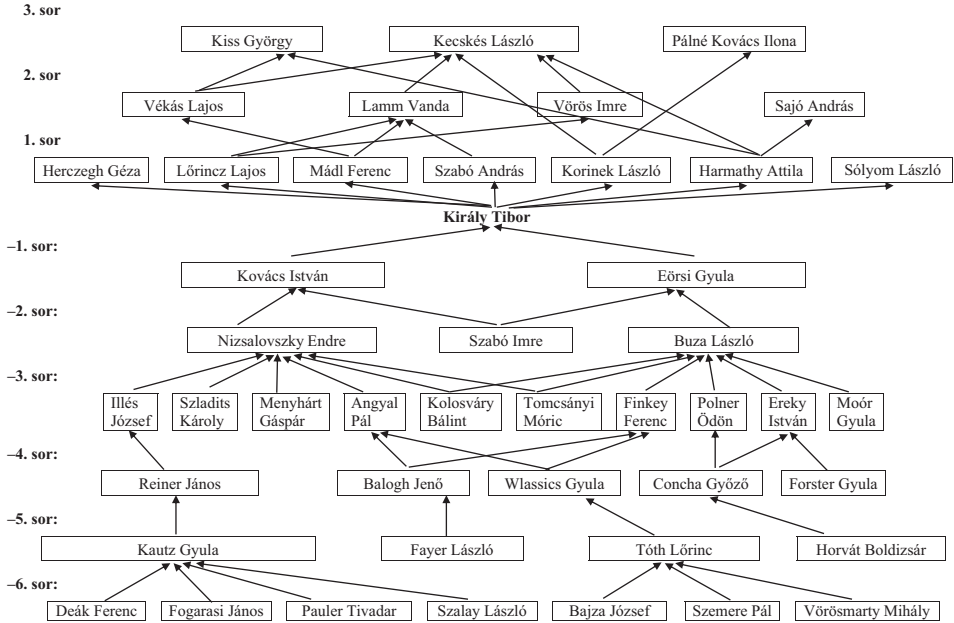 3. sor
Kiss György Kecskés László Pálné Kovács Ilona
2. sor
Vékás Lajos Lamm Vanda Vörös Imre Sajó András
1. sor
Herczegh Géza Lőrincz Lajos Mádl Ferenc Szabó András Korinek László Harmathy Attila Sólyom László
Király Tibor
–1. sor:
Kovács István Eörsi Gyula
–2. sor:
Nizsalovszky Endre Szabó Imre Buza László
–3. sor:
Illés Szladits Menyhárt Angyal Kolosváry Tomcsányi Finkey Polner Ereky Moór
József Károly Gáspár Pál Bálint Móric Ferenc Ödön István Gyula
–4. sor:
Reiner János Balogh Jenő Wlassics Gyula Concha Győző Forster Gyula
–5. sor:
Kautz Gyula Fayer László Tóth Lőrinc Horvát Boldizsár
–6. sor:
Deák Ferenc Fogarasi János Pauler Tivadar Szalay László Bajza József Szemere Pál Vörösmarty Mihály